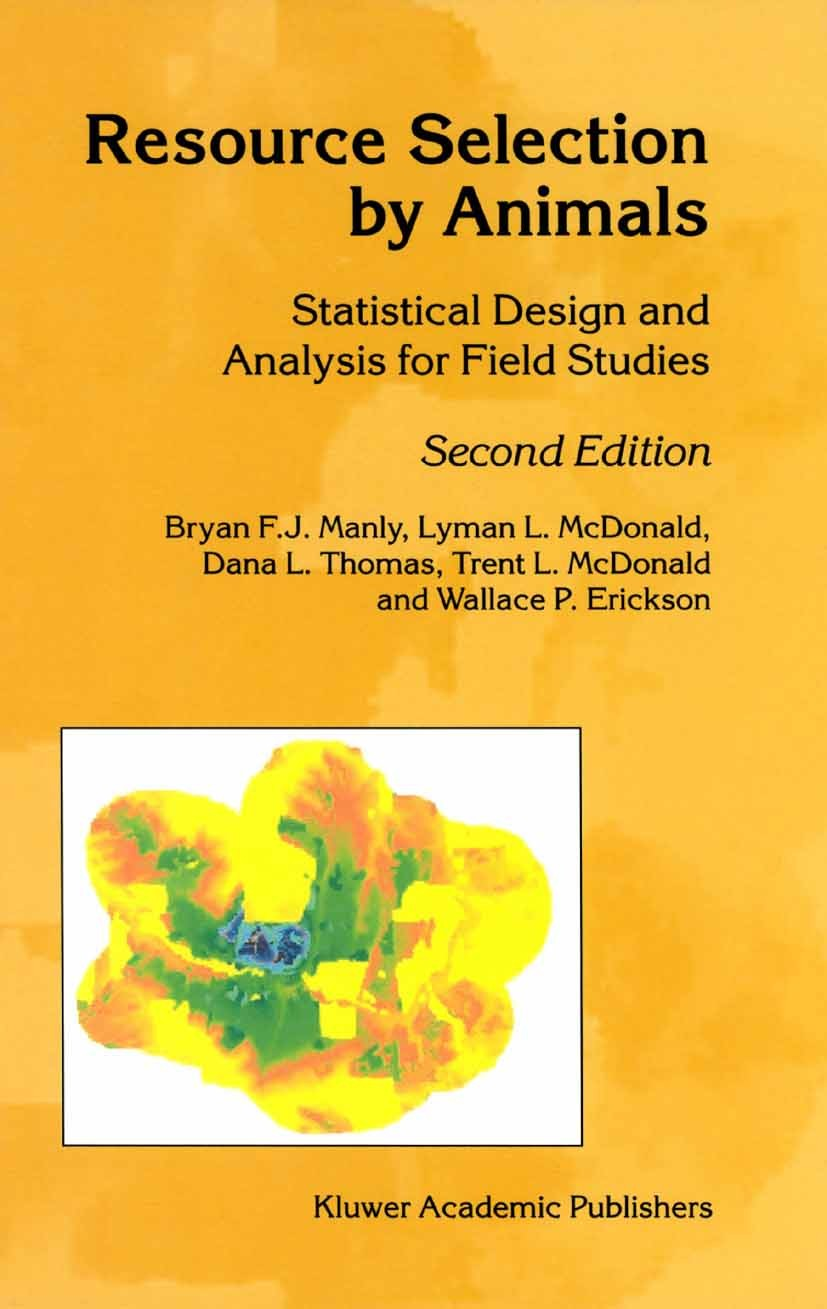 Resource Selection
by Animals
Statistical Design and
Analysis for Field Studies
Second Edition
Bryan F.J. Manly, Lyman L. McDonald,
Dana L. Thomas, Trent L. McDonald
and Wallace P. Erickson
Kluwer Academic Publishers